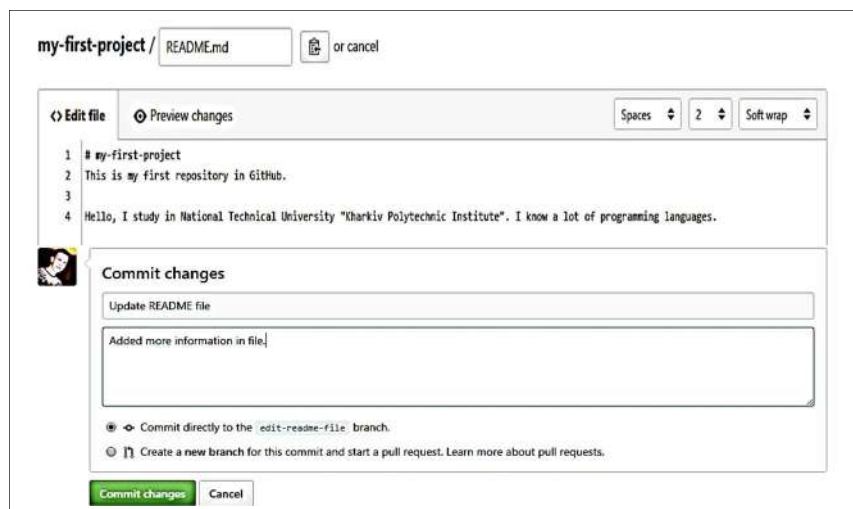 my-first-project / README.md or cancel
<> Edit file Preview changes Spaces 2 Soft wrap
1 # my-first-project
2 This is my first repository in GitHub.
3
4 Hello, I study in National Technical University "Kharkiv Polytechnic Institute". I know a lot of programming languages.
Commit changes
Update README file
Added more information in file.
Commit directly to the edit-readme-file branch.
Create a new branch for this commit and start a pull request. Learn more about pull requests.
Commit changes Cancel